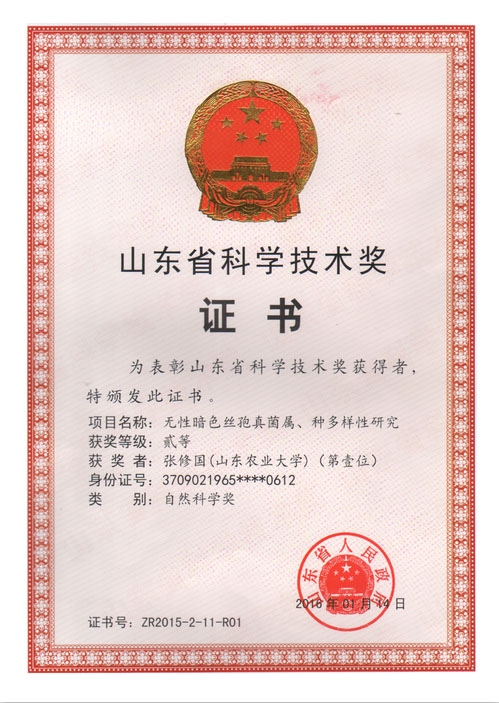 山东省科学技术奖
证书
为表彰山东省科学技术奖获得者，
特颁发此证书。
项目名称：无性暗色丝孢真菌属、种多样性研究
获奖等级：贰等
获奖者：张修国(山东农业大学)（第壹位）
身份证号：3709021965****0612
类别：自然科学奖
山东省人民政府
2016年01月14日
证书号：ZR2015-2-11-R01